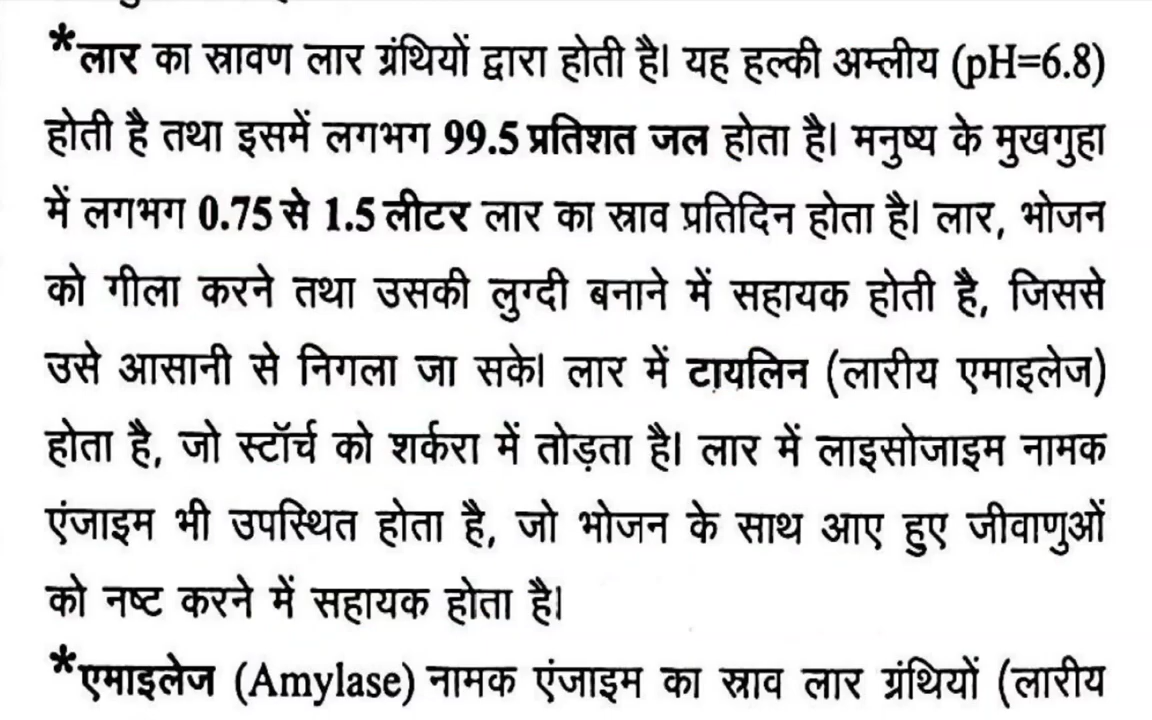 *लार का स्रावण लार ग्रंथियों द्वारा होती है। यह हल्की अम्लीय (pH=6.8)
होती है तथा इसमें लगभग 99.5 प्रतिशत जल होता है। मनुष्य के मुखगुहा
में लगभग 0.75 से 1.5 लीटर लार का स्राव प्रतिदिन होता है। लार, भोजन
को गीला करने तथा उसकी लुग्दी बनाने में सहायक होती है, जिससे
उसे आसानी से निगला जा सके। लार में टायलिन (लारीय एमाइलेज)
होता है, जो स्टॉर्च को शर्करा में तोड़ता है। लार में लाइसोजाइम नामक
एंजाइम भी उपस्थित होता है, जो भोजन के साथ आए हुए जीवाणुओं
को नष्ट करने में सहायक होता है।
*एमाइलेज (Amylase) नामक एंजाइम का स्राव लार ग्रंथियों (लारीय